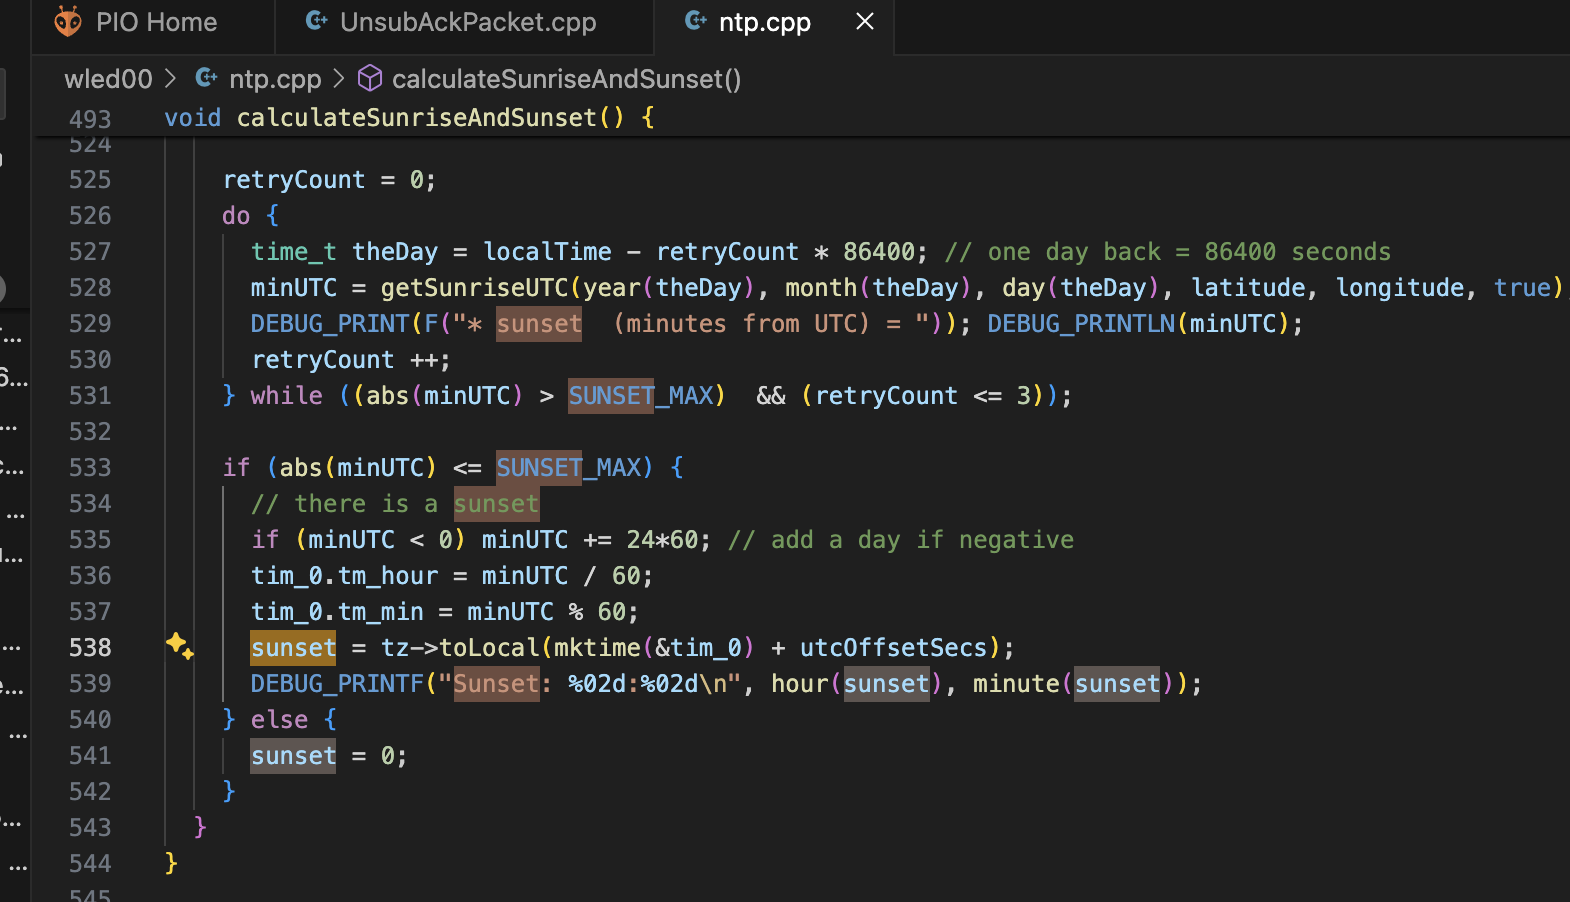 PIO Home
UnsubAckPacket.cpp
ntp.cpp
wled00 > ntp.cpp > calculateSunriseAndSunset()
493 void calculateSunriseAndSunset() {
524
525 retryCount = 0;
526 do {
527 time_t theDay = localTime - retryCount * 86400; // one day back = 86400 seconds
528 minUTC = getSunriseUTC(year(theDay), month(theDay), day(theDay), latitude, longitude, true)
529 DEBUG_PRINT(F("* sunset  (minutes from UTC) = ")); DEBUG_PRINTLN(minUTC);
530 retryCount ++;
531 } while ((abs(minUTC) > SUNSET_MAX)  && (retryCount <= 3));
532
533 if (abs(minUTC) <= SUNSET_MAX) {
534 // there is a sunset
535 if (minUTC < 0) minUTC += 24*60; // add a day if negative
536 tim_0.tm_hour = minUTC / 60;
537 tim_0.tm_min = minUTC % 60;
538 sunset = tz->toLocal(mktime(&tim_0) + utcOffsetSecs);
539 DEBUG_PRINTF("Sunset: %02d:%02d\n", hour(sunset), minute(sunset));
540 } else {
541 sunset = 0;
542 }
543 }
544 }
545